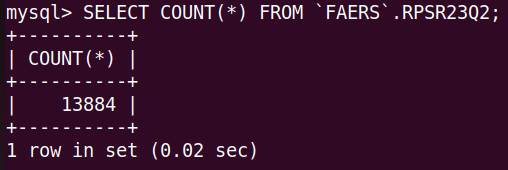 mysql> SELECT COUNT(*) FROM `FAERS`.RPSR23Q2;
+----------+
| COUNT(*) |
+----------+
|    13884 |
+----------+
1 row in set (0.02 sec)